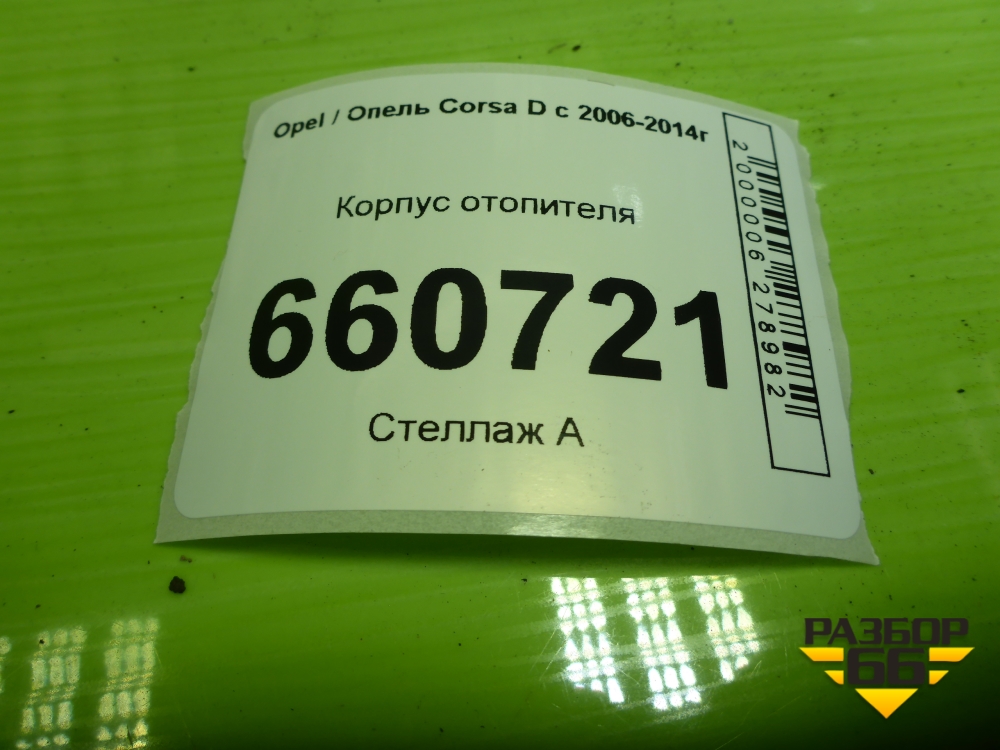 Opel / Опель Corsa D с 2006-2014г
Корпус отопителя
660721
Стеллаж А
2000006278982
РАЗБОР
66